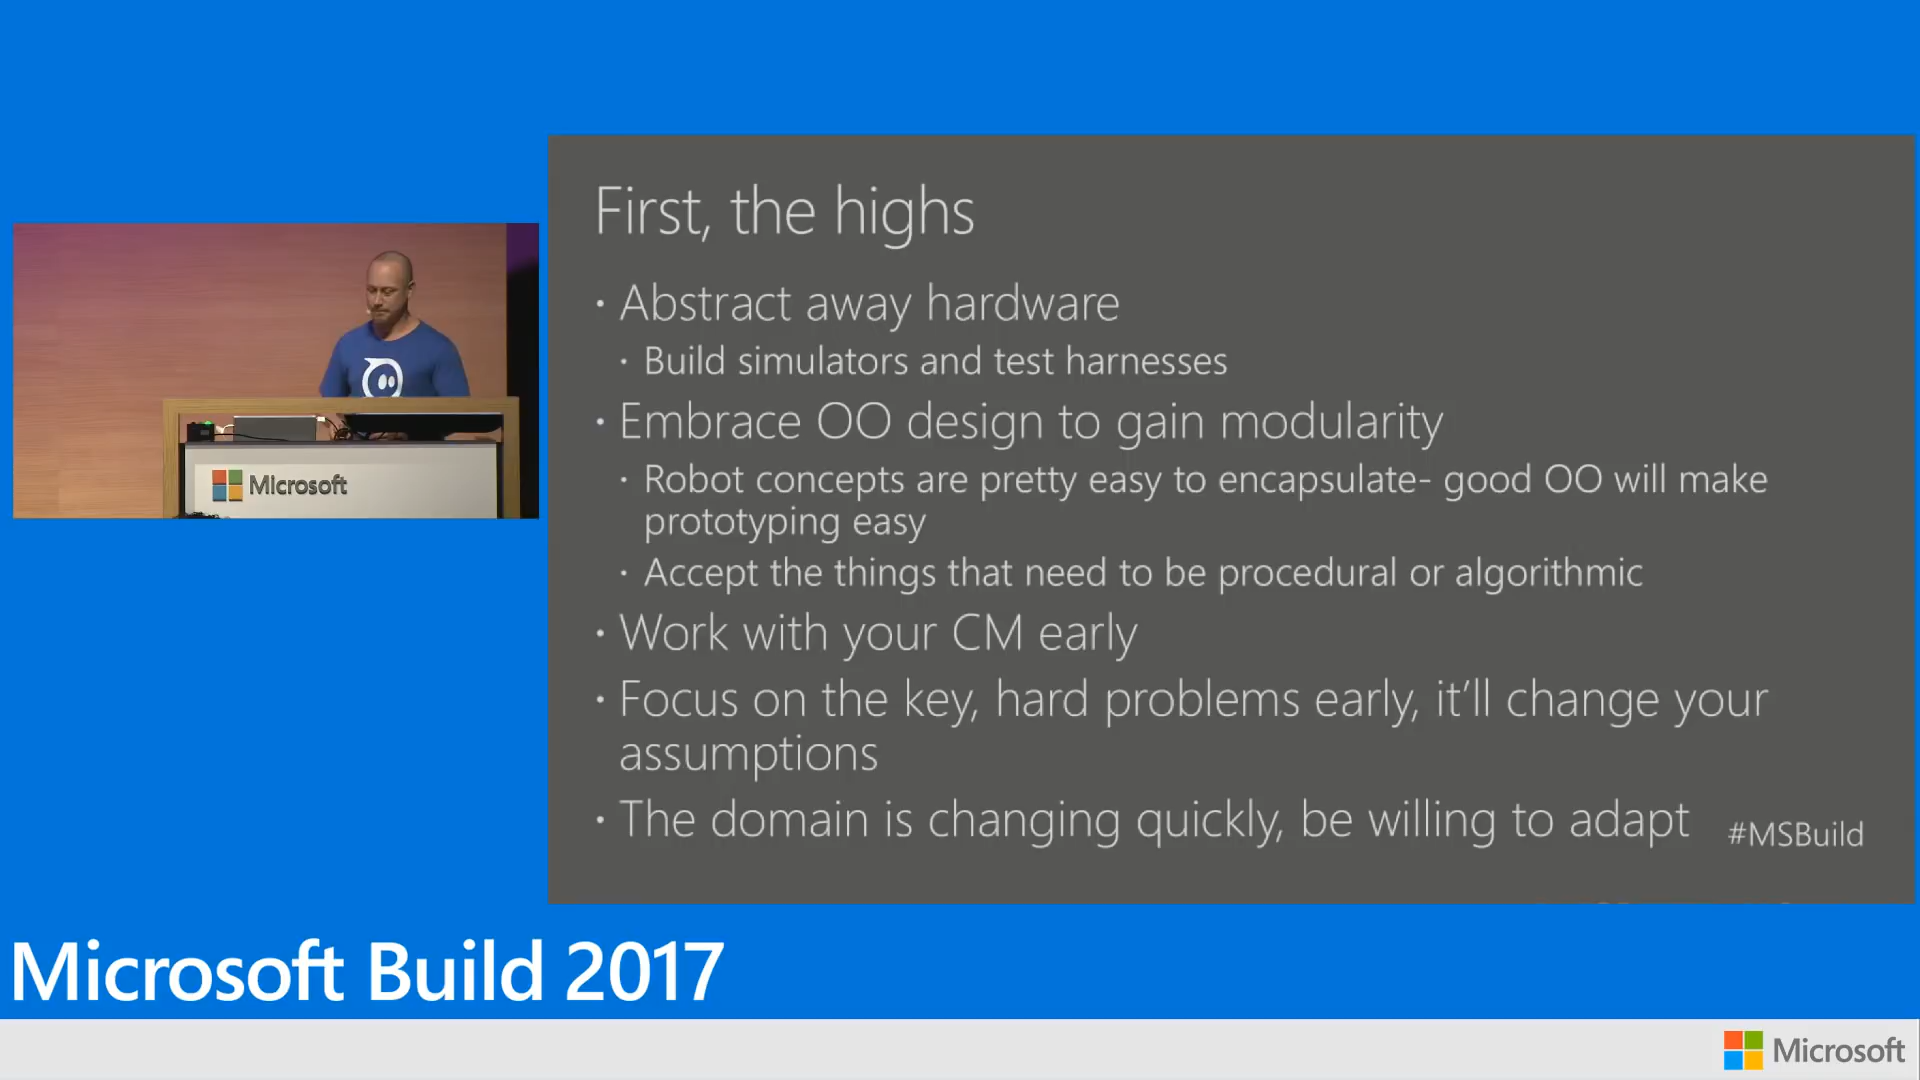 First, the highs
· Abstract away hardware
· Build simulators and test harnesses
· Embrace OO design to gain modularity
· Robot concepts are pretty easy to encapsulate- good OO will make
prototyping easy
· Accept the things that need to be procedural or algorithmic
· Work with your CM early
· Focus on the key, hard problems early, it’ll change your
assumptions
· The domain is changing quickly, be willing to adapt
#MSBuild
Microsoft
Microsoft Build 2017
Microsoft